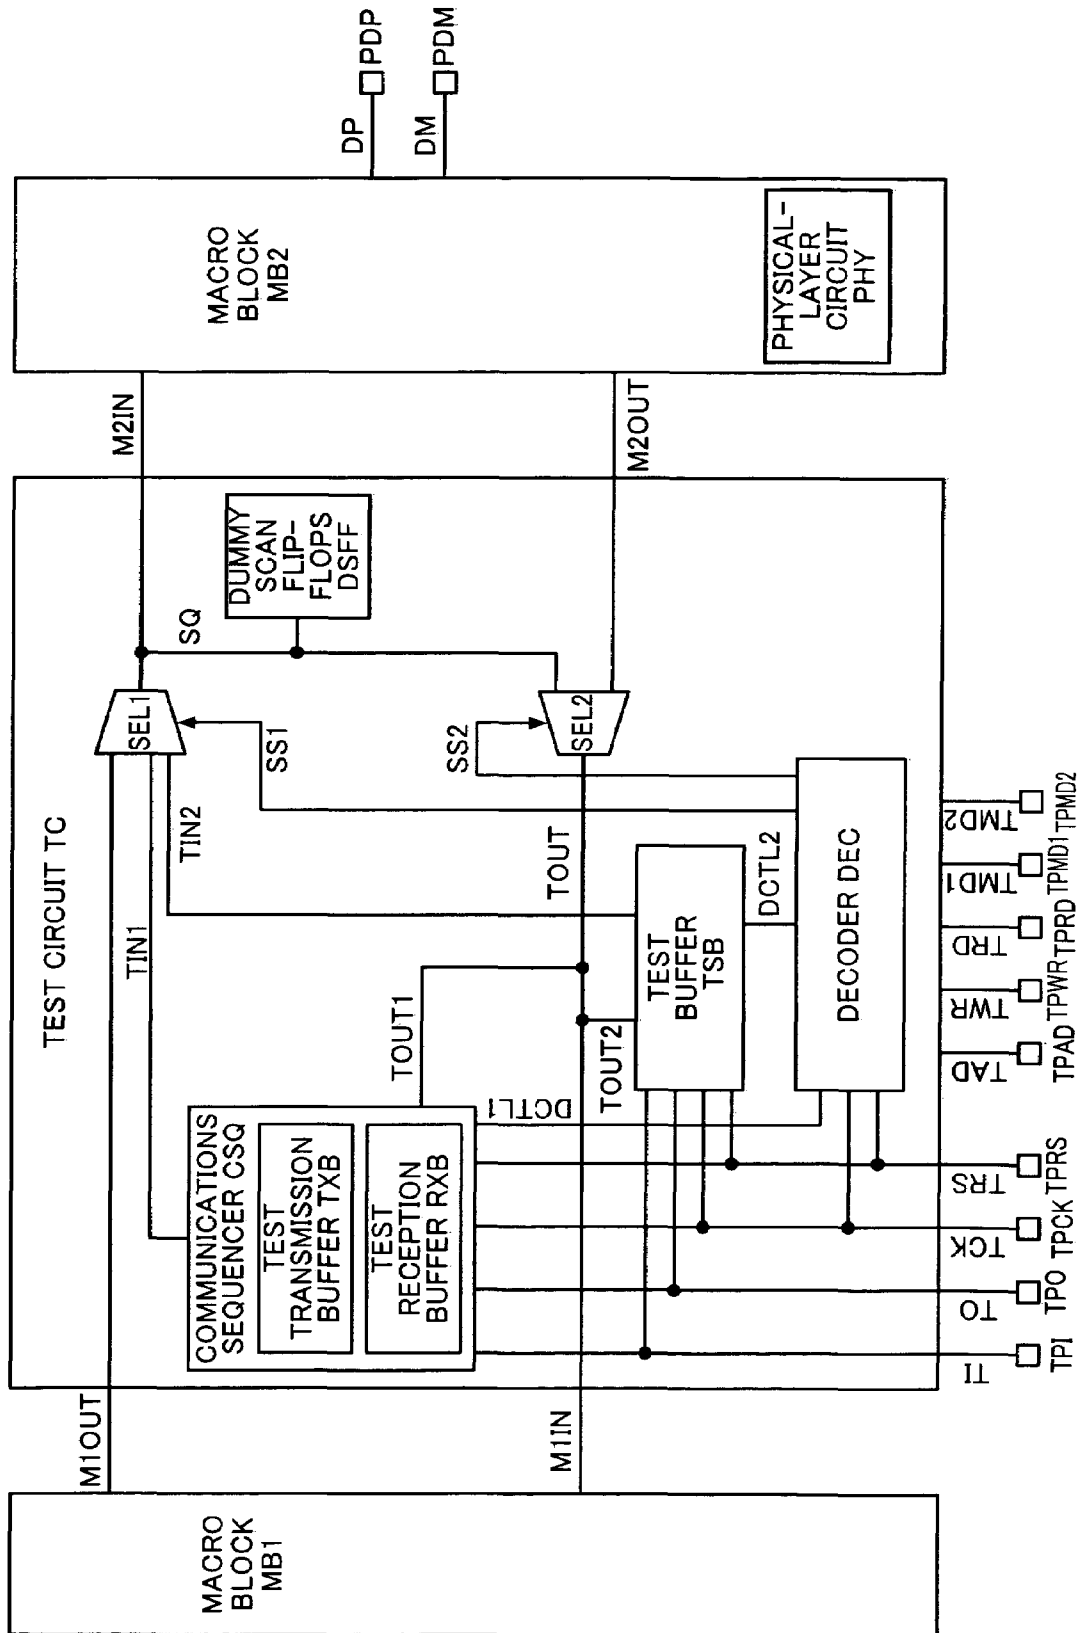 MACRO
BLOCK
MB1
M1OUT
M1IN
TEST CIRCUIT TC
COMMUNICATIONS
SEQUENCER CSQ
TEST
TRANSMISSION
BUFFER TXB
TEST
RECEPTION
BUFFER RXB
TIN1
TIN2
TOUT1
TOUT
TOUT2
DCTL1
SEL1
SS1
SQ
DUMMY
SCAN
FLIP-
FLOPS
DSFF
SEL2
SS2
TEST
BUFFER
TSB
DCTL2
DECODER DEC
M2IN
M2OUT
MACRO
BLOCK
MB2
PHYSICAL-
LAYER
CIRCUIT
PHY
DP
PDP
DM
PDM
TI
TO
TCK
TRS
TAD
TWR
TRD
TMD1
TMD2
TPI
TPO
TPCK
TPRS
TPAD
TPWR
TPRD
TPMD1
TPMD2